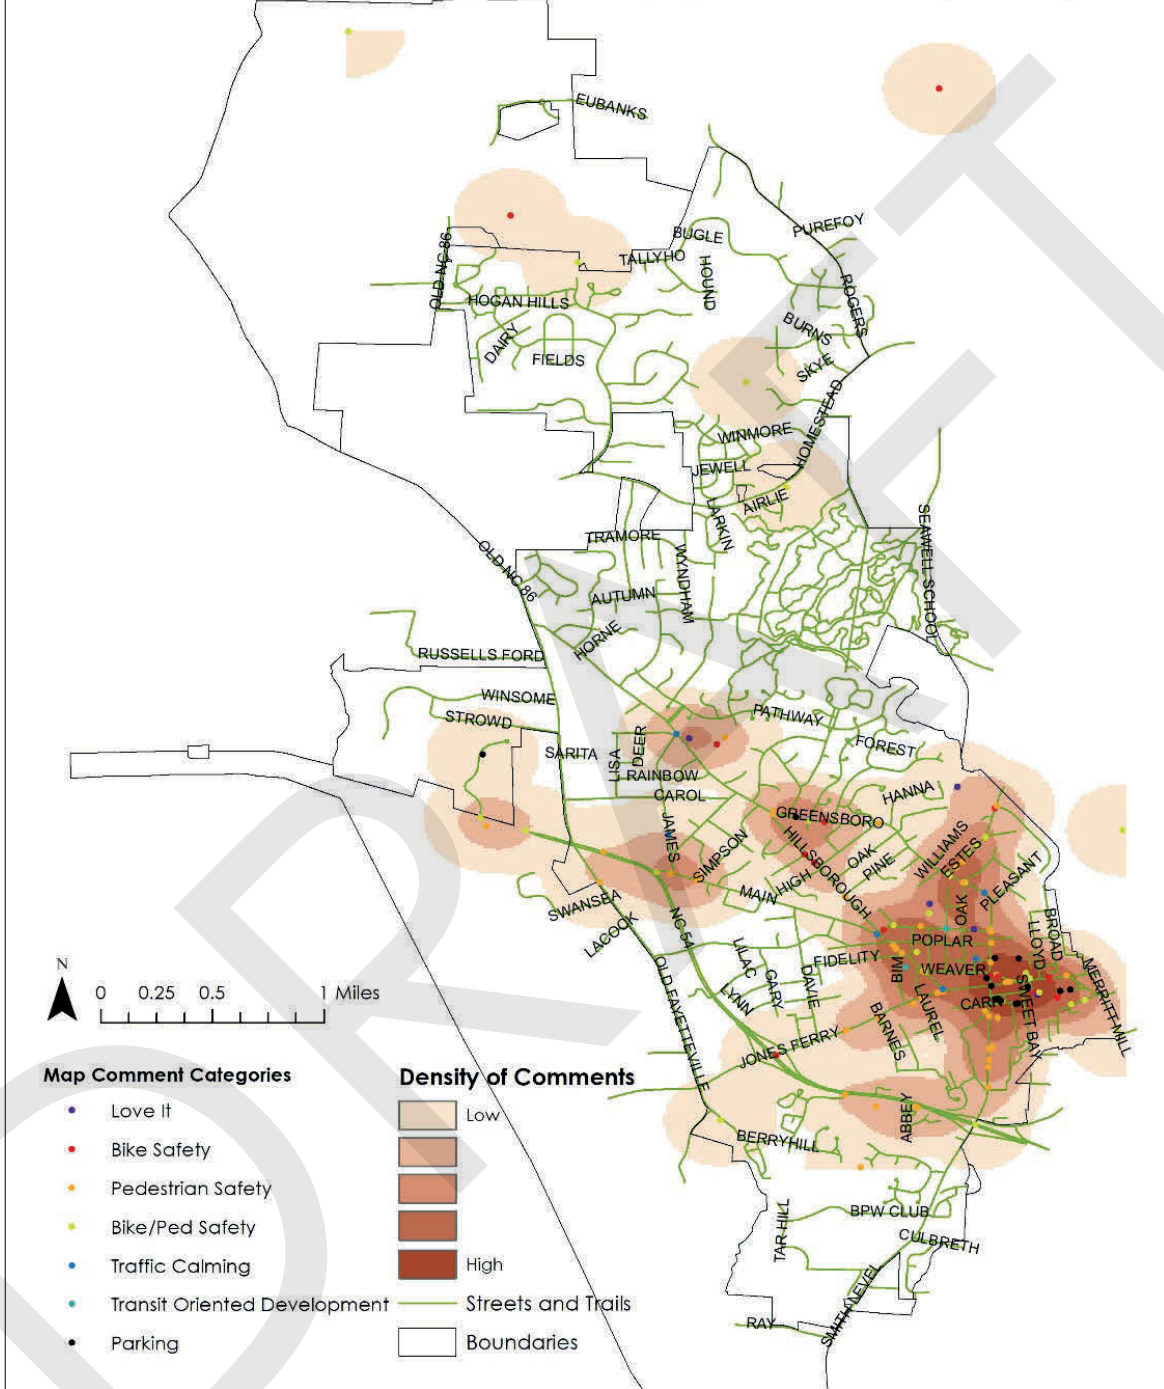 EUBANKS
PUREFOY
BUGLE
OLD NC 86
TALLYHO
HOUND
ROGERS
HOGAN HILLS
BURNS
DAIRY
FIELDS
SKYE
HOMESTEAD
WINMORE
JEWELL
AIRLIE
LARKIN
SEAWELL SCHOOL
TRAMORE
OLD NC 86
WYNDHAM
AUTUMN
HORNE
RUSSELLS FORD
WINSOME
STROWD
PATHWAY
SARITA
LISA
DEER
FOREST
RAINBOW
CAROL
HANNA
JAMES
GREENSBORO
SIMPSON
HILLSBOROUGH
OAK
PINE
WILLIAMS
ESTES
PLEASANT
MAIN
HIGH
SWANSEA
LACOCK
NC 54
OAK
BROAD
LLOYD
POPLAR
LILAC
FIDELITY
BIM
WEAVER
MERRITT MILL
GARY
DAVIE
LYNN
OLD FAYETTEVILLE
CARR
SWEET BAY
LAUREL
BARNES
JONES FERRY
ABBEY
BERRYHILL
TAR HILL
BPW CLUB
CULBRETH
SMITH LEVEL
RAY
N
0 0.25 0.5 1 Miles
Map Comment Categories
Love It
Bike Safety
Pedestrian Safety
Bike/Ped Safety
Traffic Calming
Transit Oriented Development
Parking
Density of Comments
Low
High
Streets and Trails
Boundaries
DRAFT